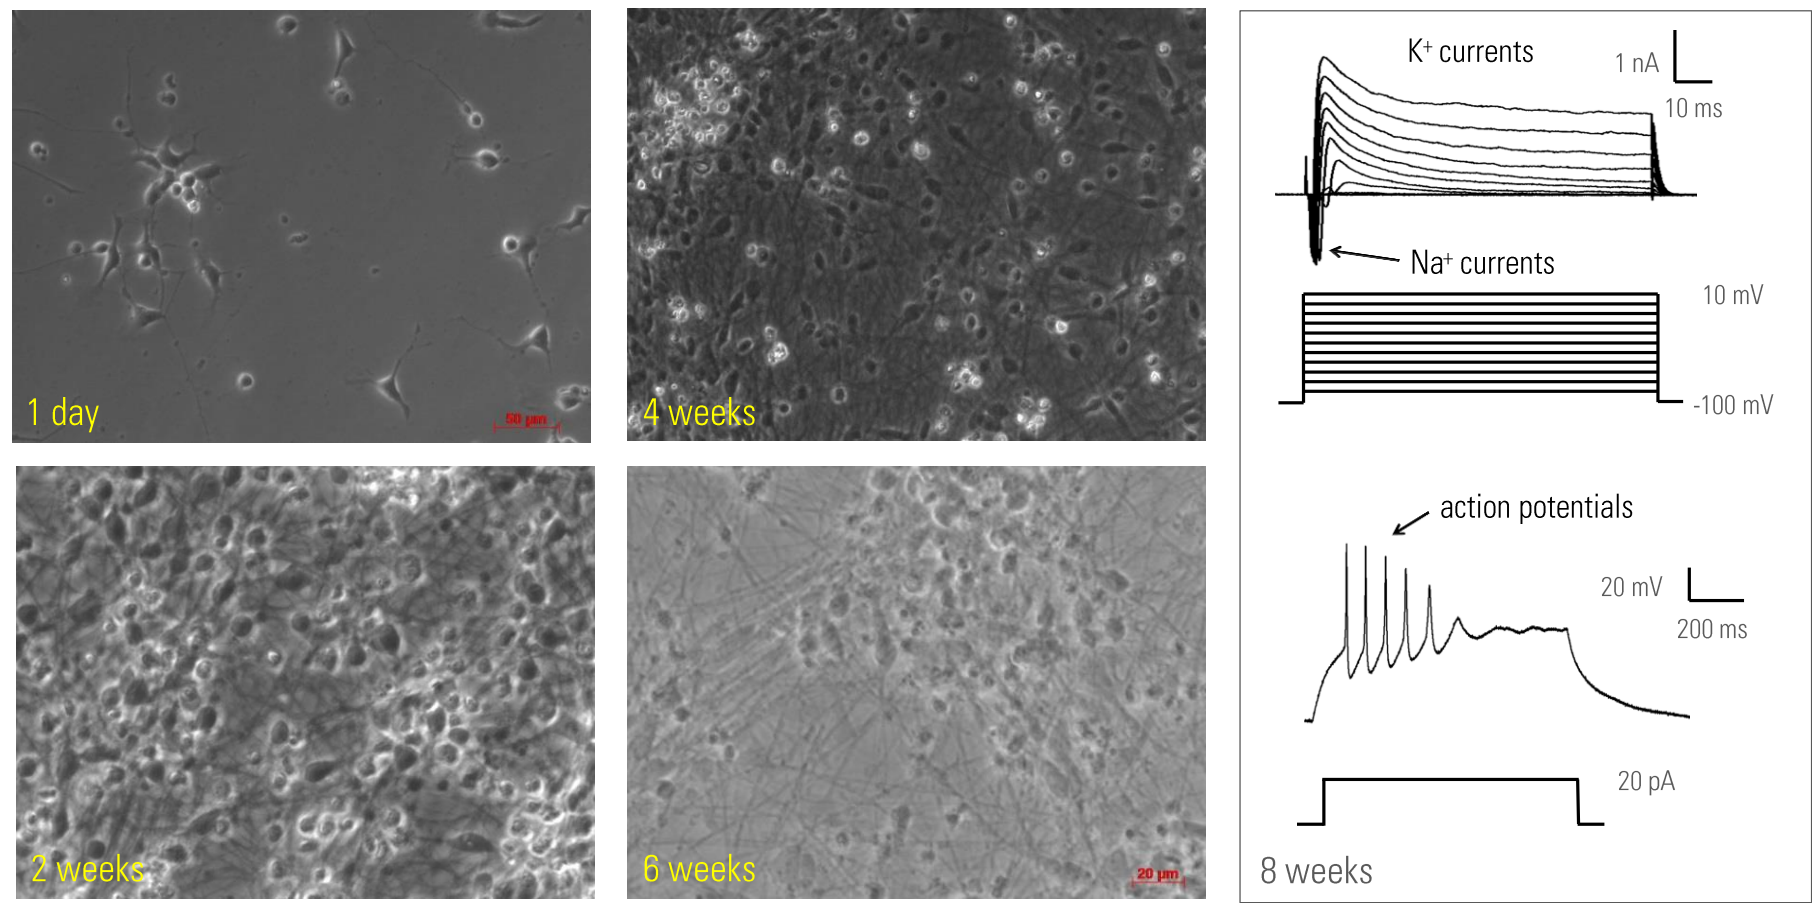 1 day
50 µm
4 weeks
2 weeks
6 weeks
20 µm
K⁺ currents
1 nA
10 ms
Na⁺ currents
10 mV
-100 mV
action potentials
20 mV
200 ms
20 pA
8 weeks